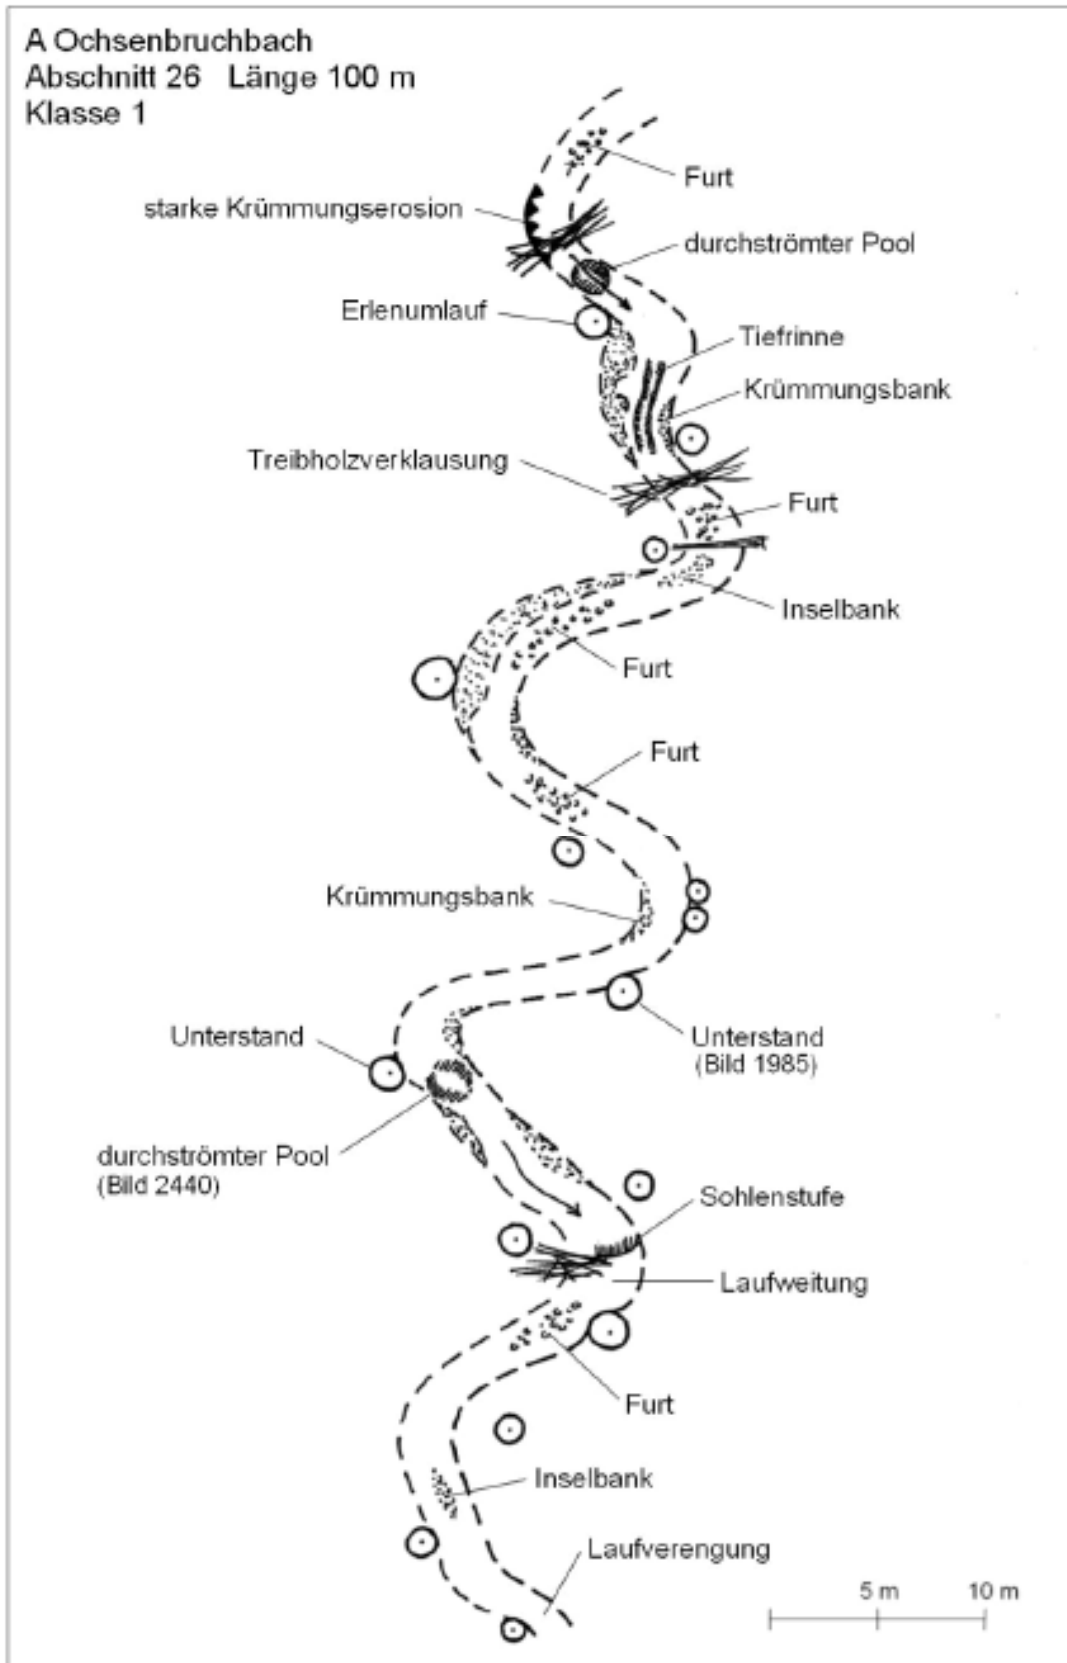 A Ochsenbruchbach
Abschnitt 26 Länge 100 m
Klasse 1
Furt
starke Krümmungserosion
durchströmter Pool
Erlenumlauf
Tiefrinne
Krümmungsbank
Treibholzverklausung
Furt
Inselbank
Furt
Furt
Krümmungsbank
Unterstand
Unterstand
(Bild 1985)
durchströmter Pool
(Bild 2440)
Sohlenstufe
Laufweitung
Furt
Inselbank
Laufverengung
5 m 10 m